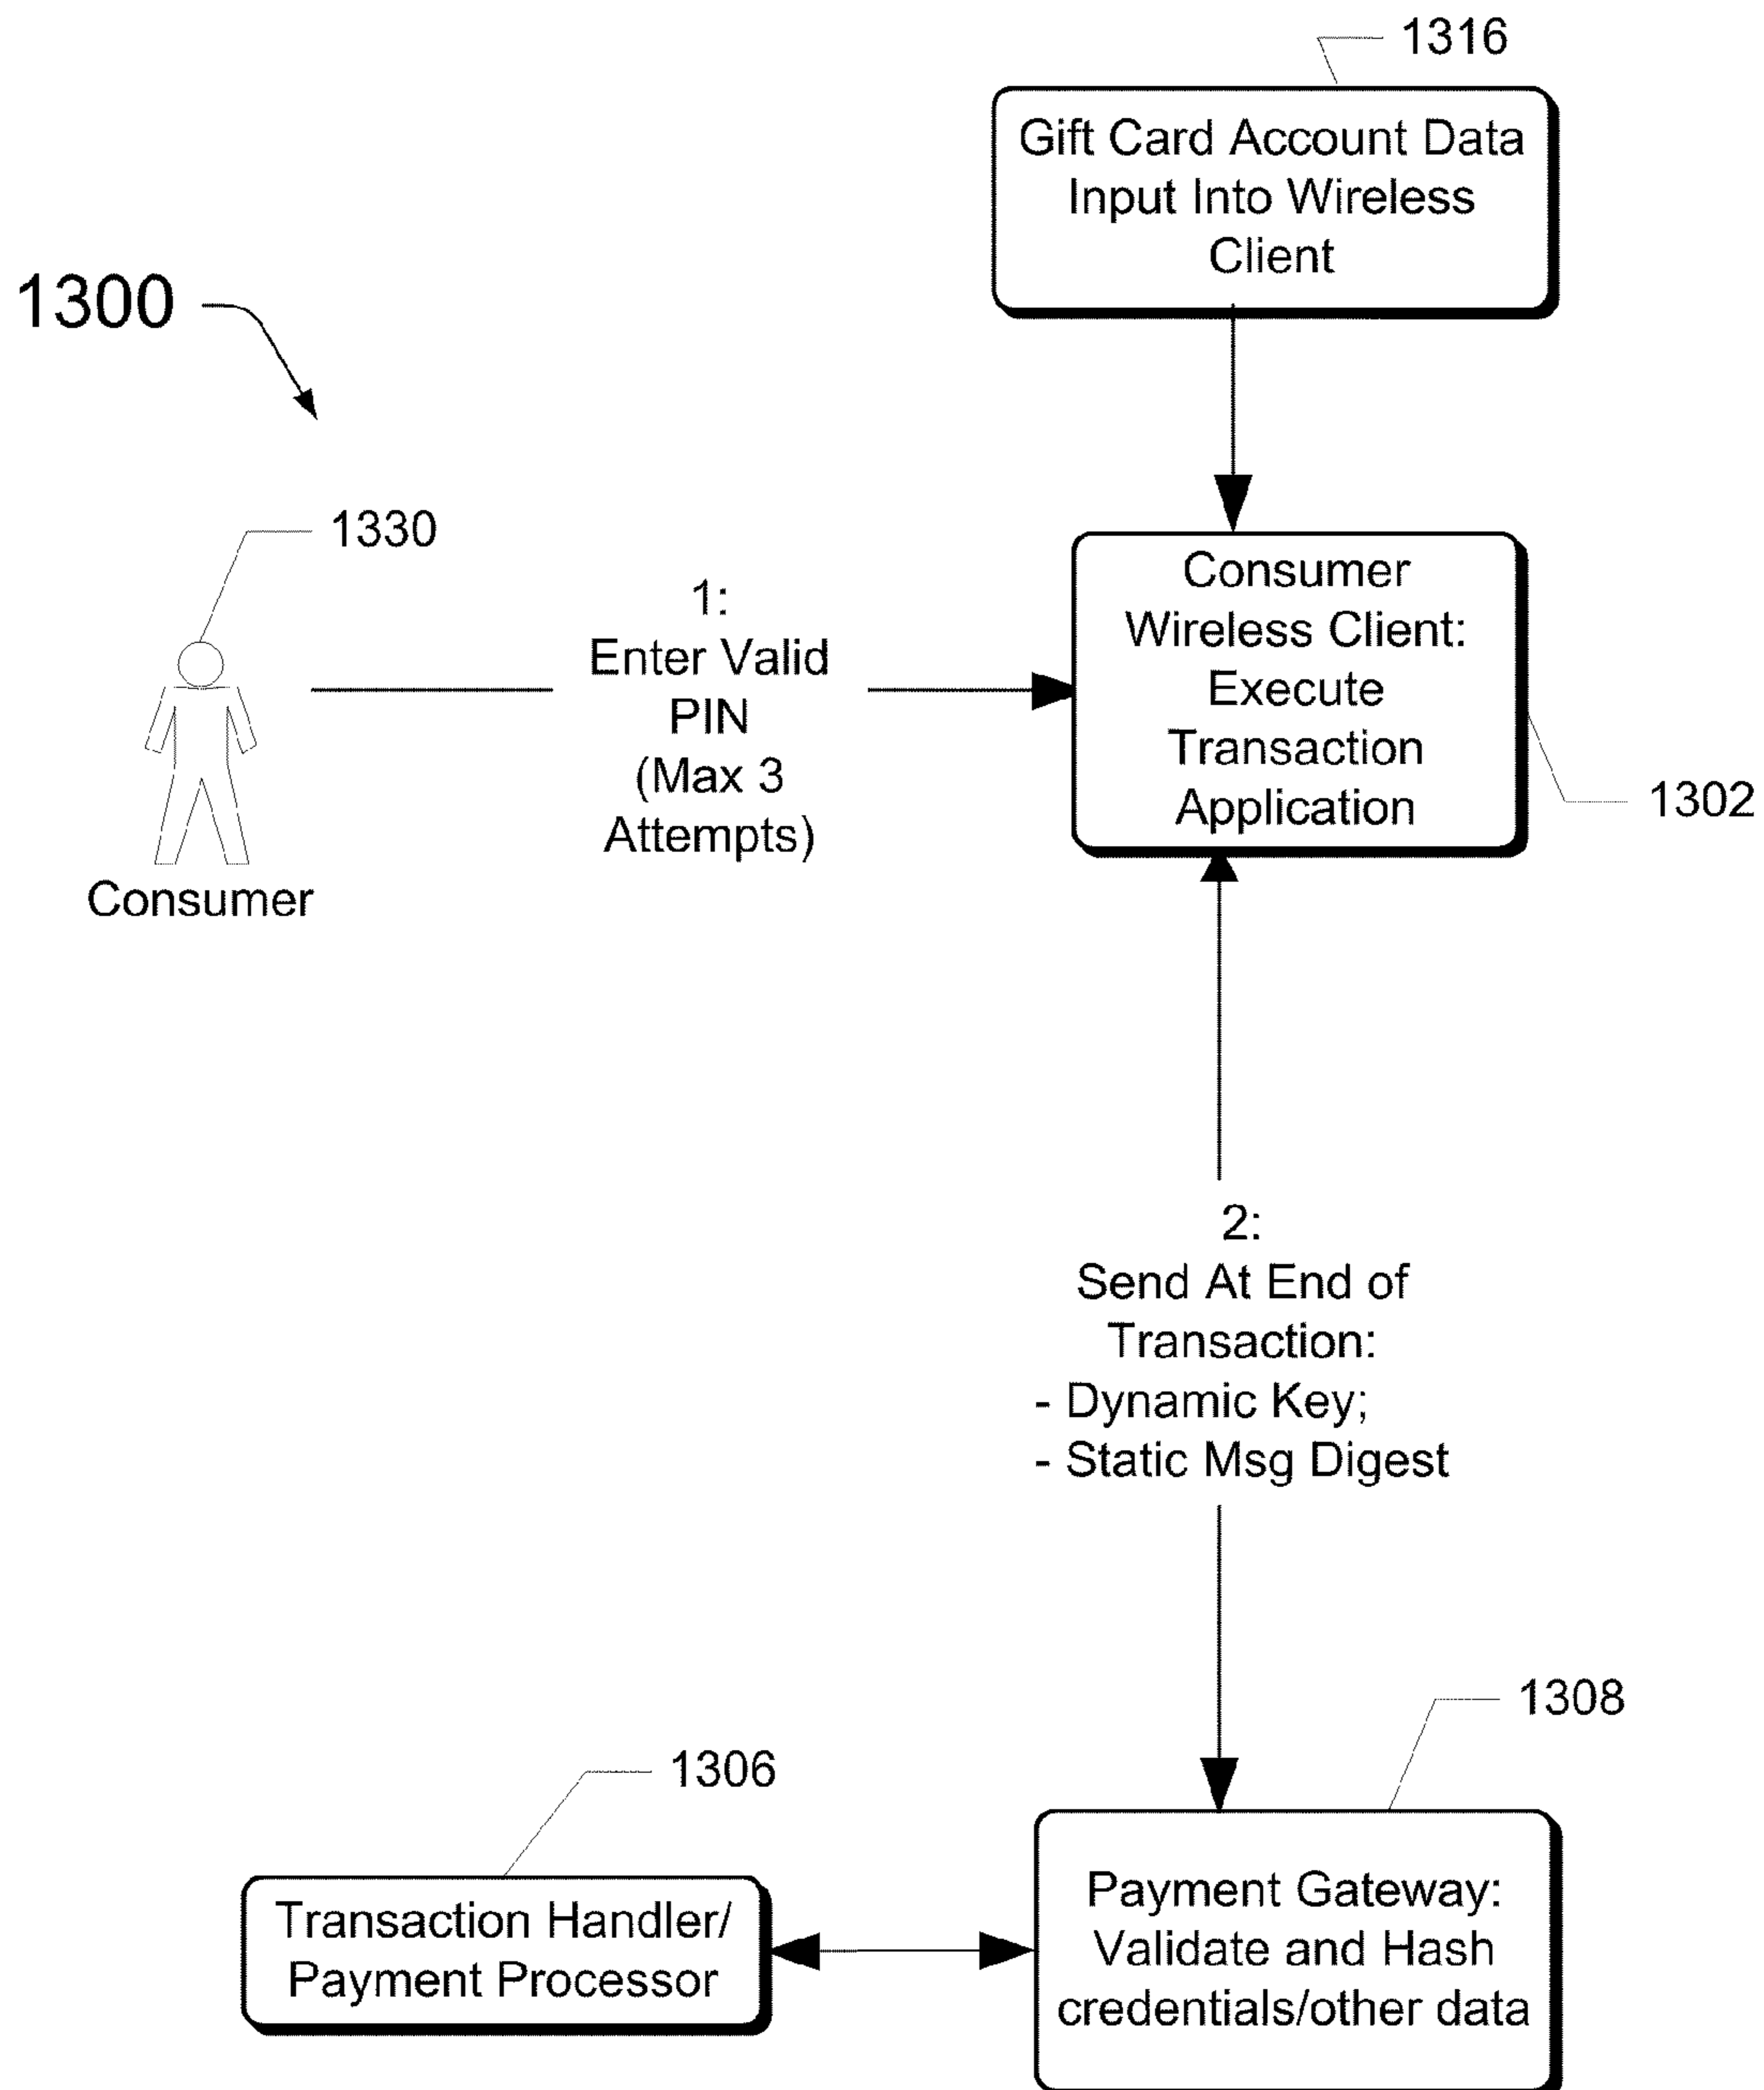 1316
Gift Card Account Data
Input Into Wireless
Client
1300
1330
1:
Enter Valid
PIN
(Max 3
Attempts)
Consumer
Consumer
Wireless Client:
Execute
Transaction
Application
1302
2:
Send At End of
Transaction:
- Dynamic Key;
- Static Msg Digest
1308
1306
Transaction Handler/
Payment Processor
Payment Gateway:
Validate and Hash
credentials/other data